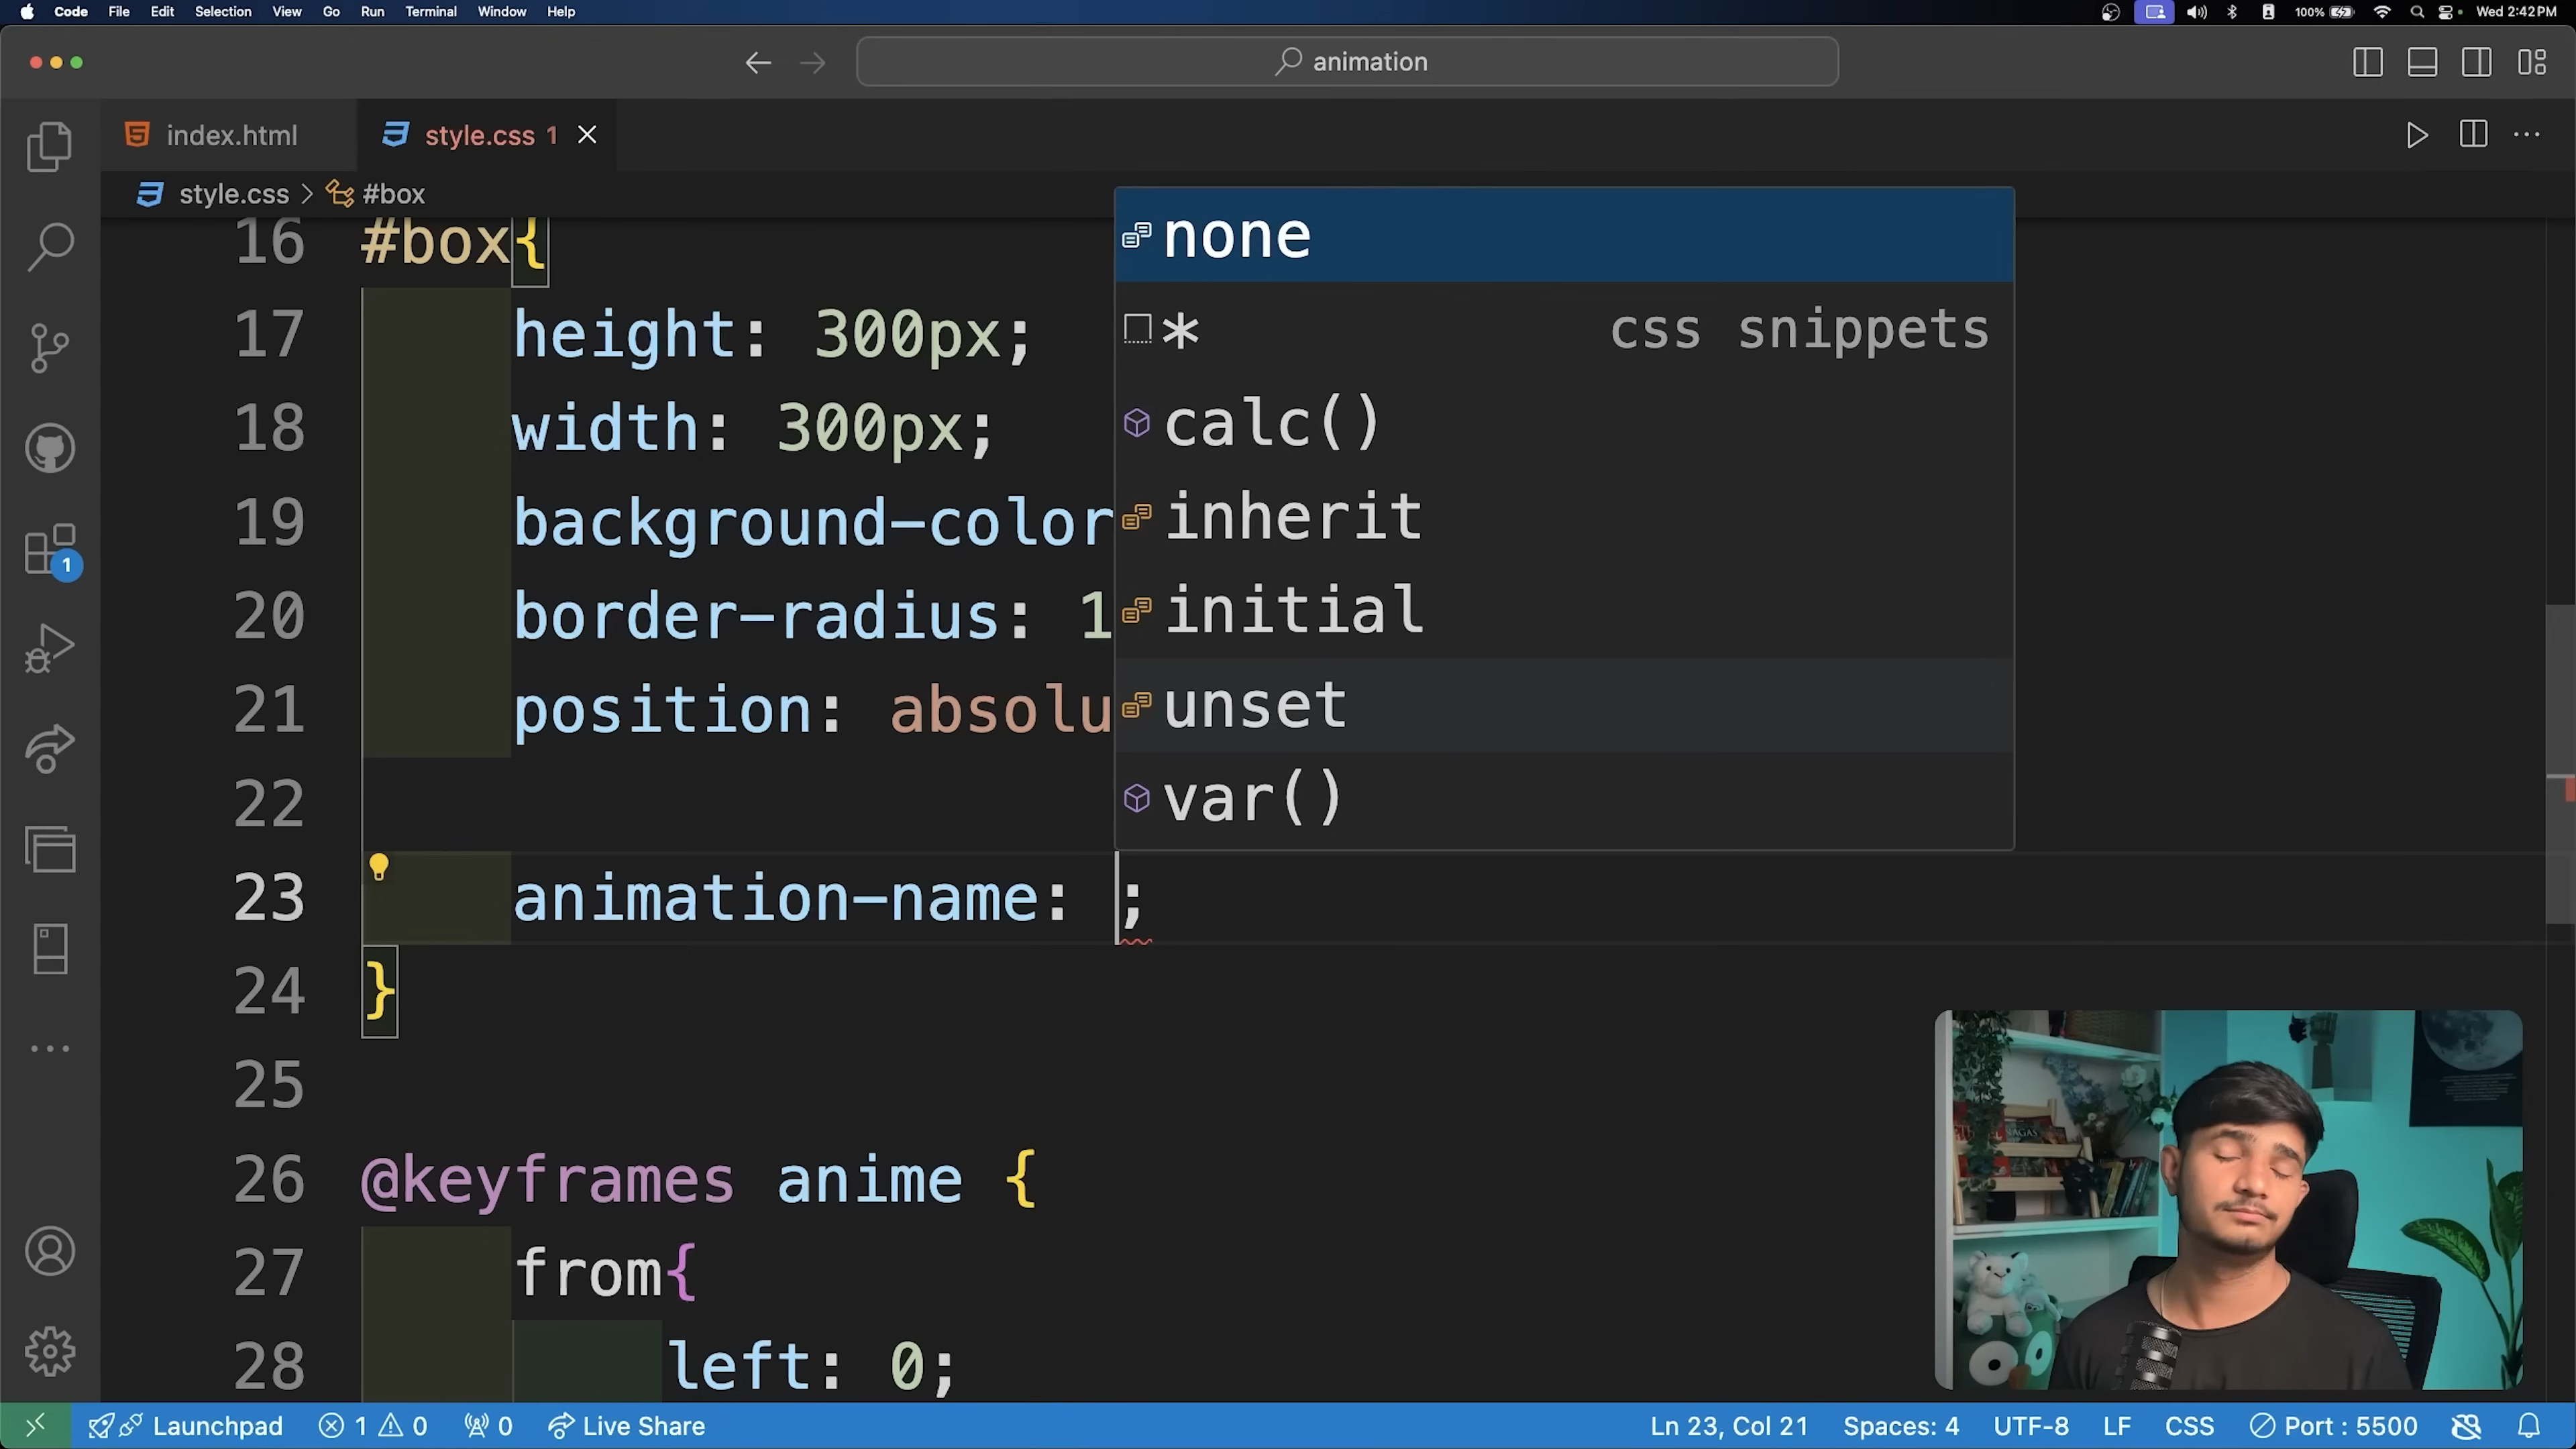 Code File Edit Selection View Go Run Terminal Window Help 100% Wed 2:42 PM
animation
index.html style.css 1
style.css > #box
16 #box{
17 height: 300px;
18 width: 300px;
19 background-color
20 border-radius: 1
21 position: absolu
22
23 animation-name: ;
24 }
25
26 @keyframes anime {
27 from{
28 left: 0;
none
* css snippets
calc()
inherit
initial
unset
var()
1
Launchpad 1 0 0 Live Share Ln 23, Col 21 Spaces: 4 UTF-8 LF CSS Port : 5500